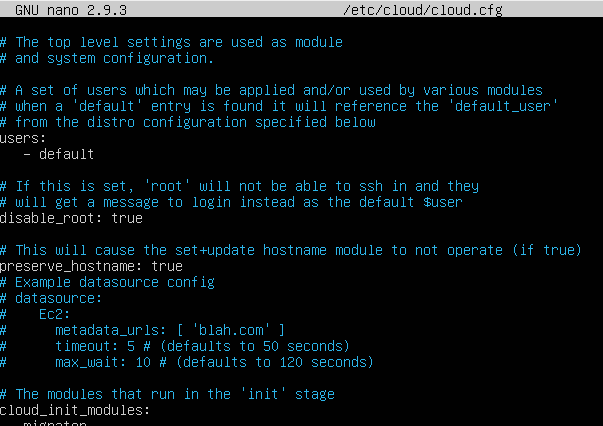 GNU nano 2.9.3 /etc/cloud/cloud.cfg
# The top level settings are used as module
# and system configuration.
# A set of users which may be applied and/or used by various modules
# when a 'default' entry is found it will reference the 'default_user'
# from the distro configuration specified below
users:
- default
# If this is set, 'root' will not be able to ssh in and they
# will get a message to login instead as the default $user
disable_root: true
# This will cause the set+update hostname module to not operate (if true)
preserve_hostname: true
# Example datasource config
# datasource:
# Ec2:
# metadata_urls: [ 'blah.com' ]
# timeout: 5 # (defaults to 50 seconds)
# max_wait: 10 # (defaults to 120 seconds)
# The modules that run in the 'init' stage
cloud_init_modules: